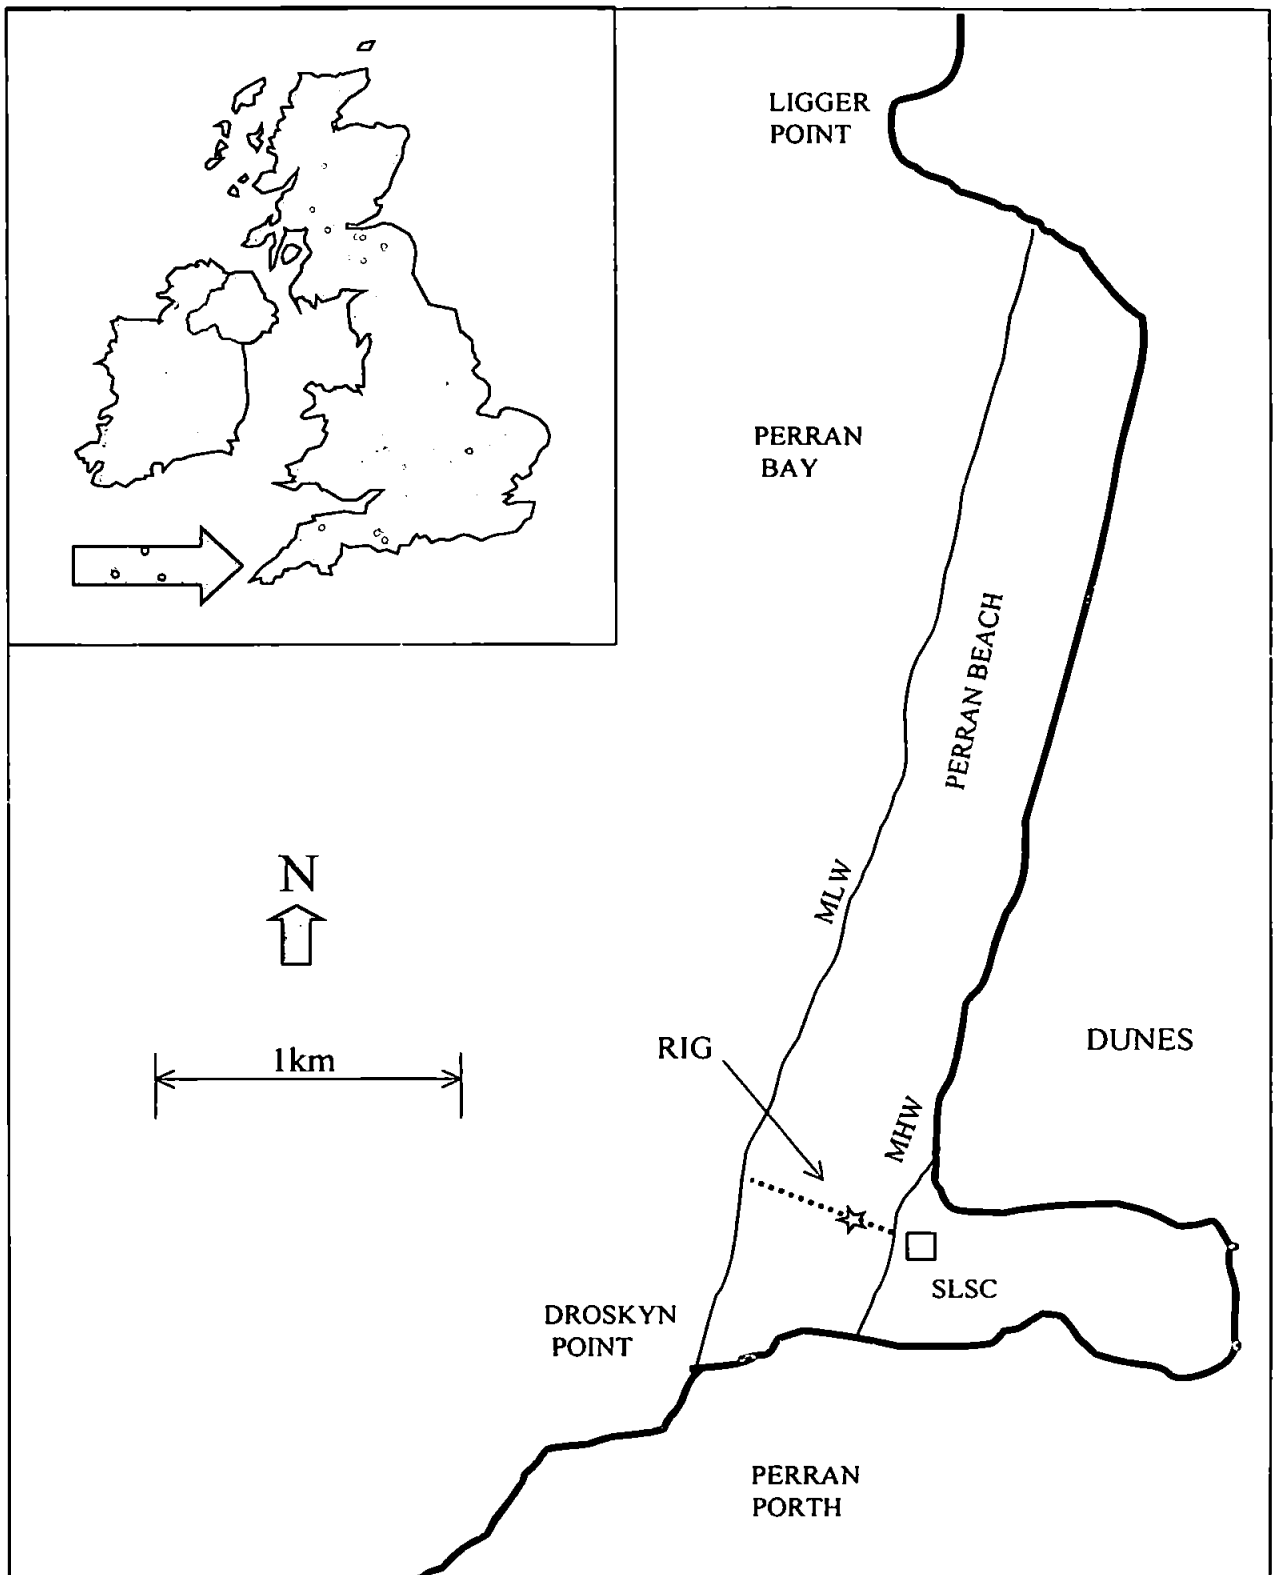 LIGGER
POINT
PERRAN
BAY
PERRAN BEACH
N
MLW
1km
RIG
DUNES
MHW
SLSC
DROSKYN
POINT
PERRAN
PORTH